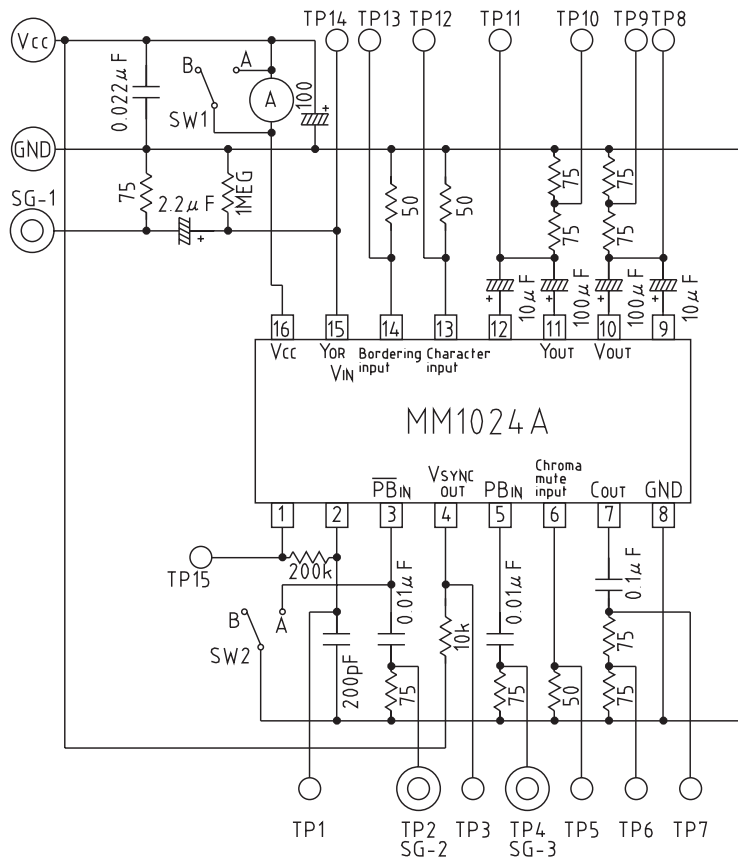 TP14 TP13 TP12 TP11 TP10 TP9 TP8
Vcc
B A
0.022μF
SW1
A
100
+
GND
SG-1
75
2.2μF
+
1MEG
50
50
75
75
75
75
10μF
+
100μF
+
100μF
+
10μF
+
16 15 14 13 12 11 10 9
VCC YOR VIN Bordering input Character input YOUT VOUT
MM1024A
PBIN VSYNC OUT PBIN Chroma mute input COUT GND
1 2 3 4 5 6 7 8
TP15
200k
B A
SW2
200pF
0.01μF
75
10k
0.01μF
75
50
0.1μF
75
75
TP1 TP2 TP3 TP4 TP5 TP6 TP7
SG-2 SG-3